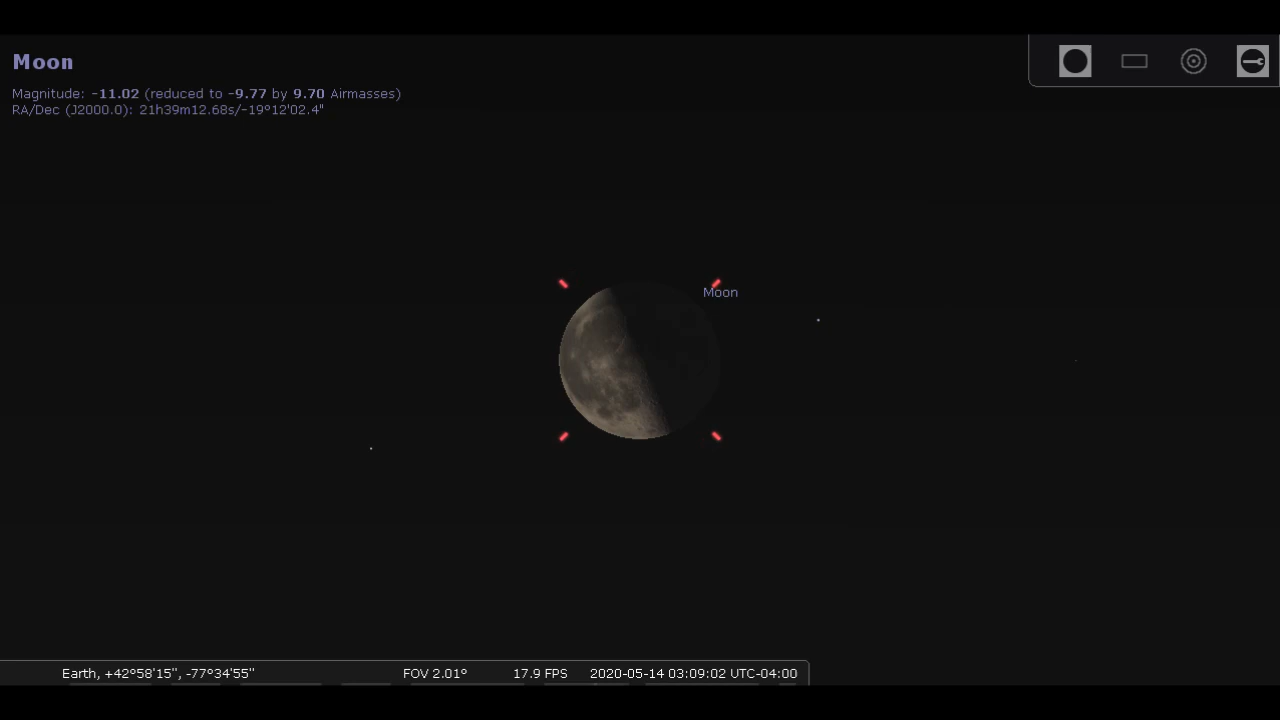 Moon
Magnitude: -11.02 (reduced to -9.77 by 9.70 Airmasses)
RA/Dec (J2000.0): 21h39m12.68s/-19°12'02.4"
Moon
Earth, +42°58'15", -77°34'55" FOV 2.01° 17.9 FPS 2020-05-14 03:09:02 UTC-04:00